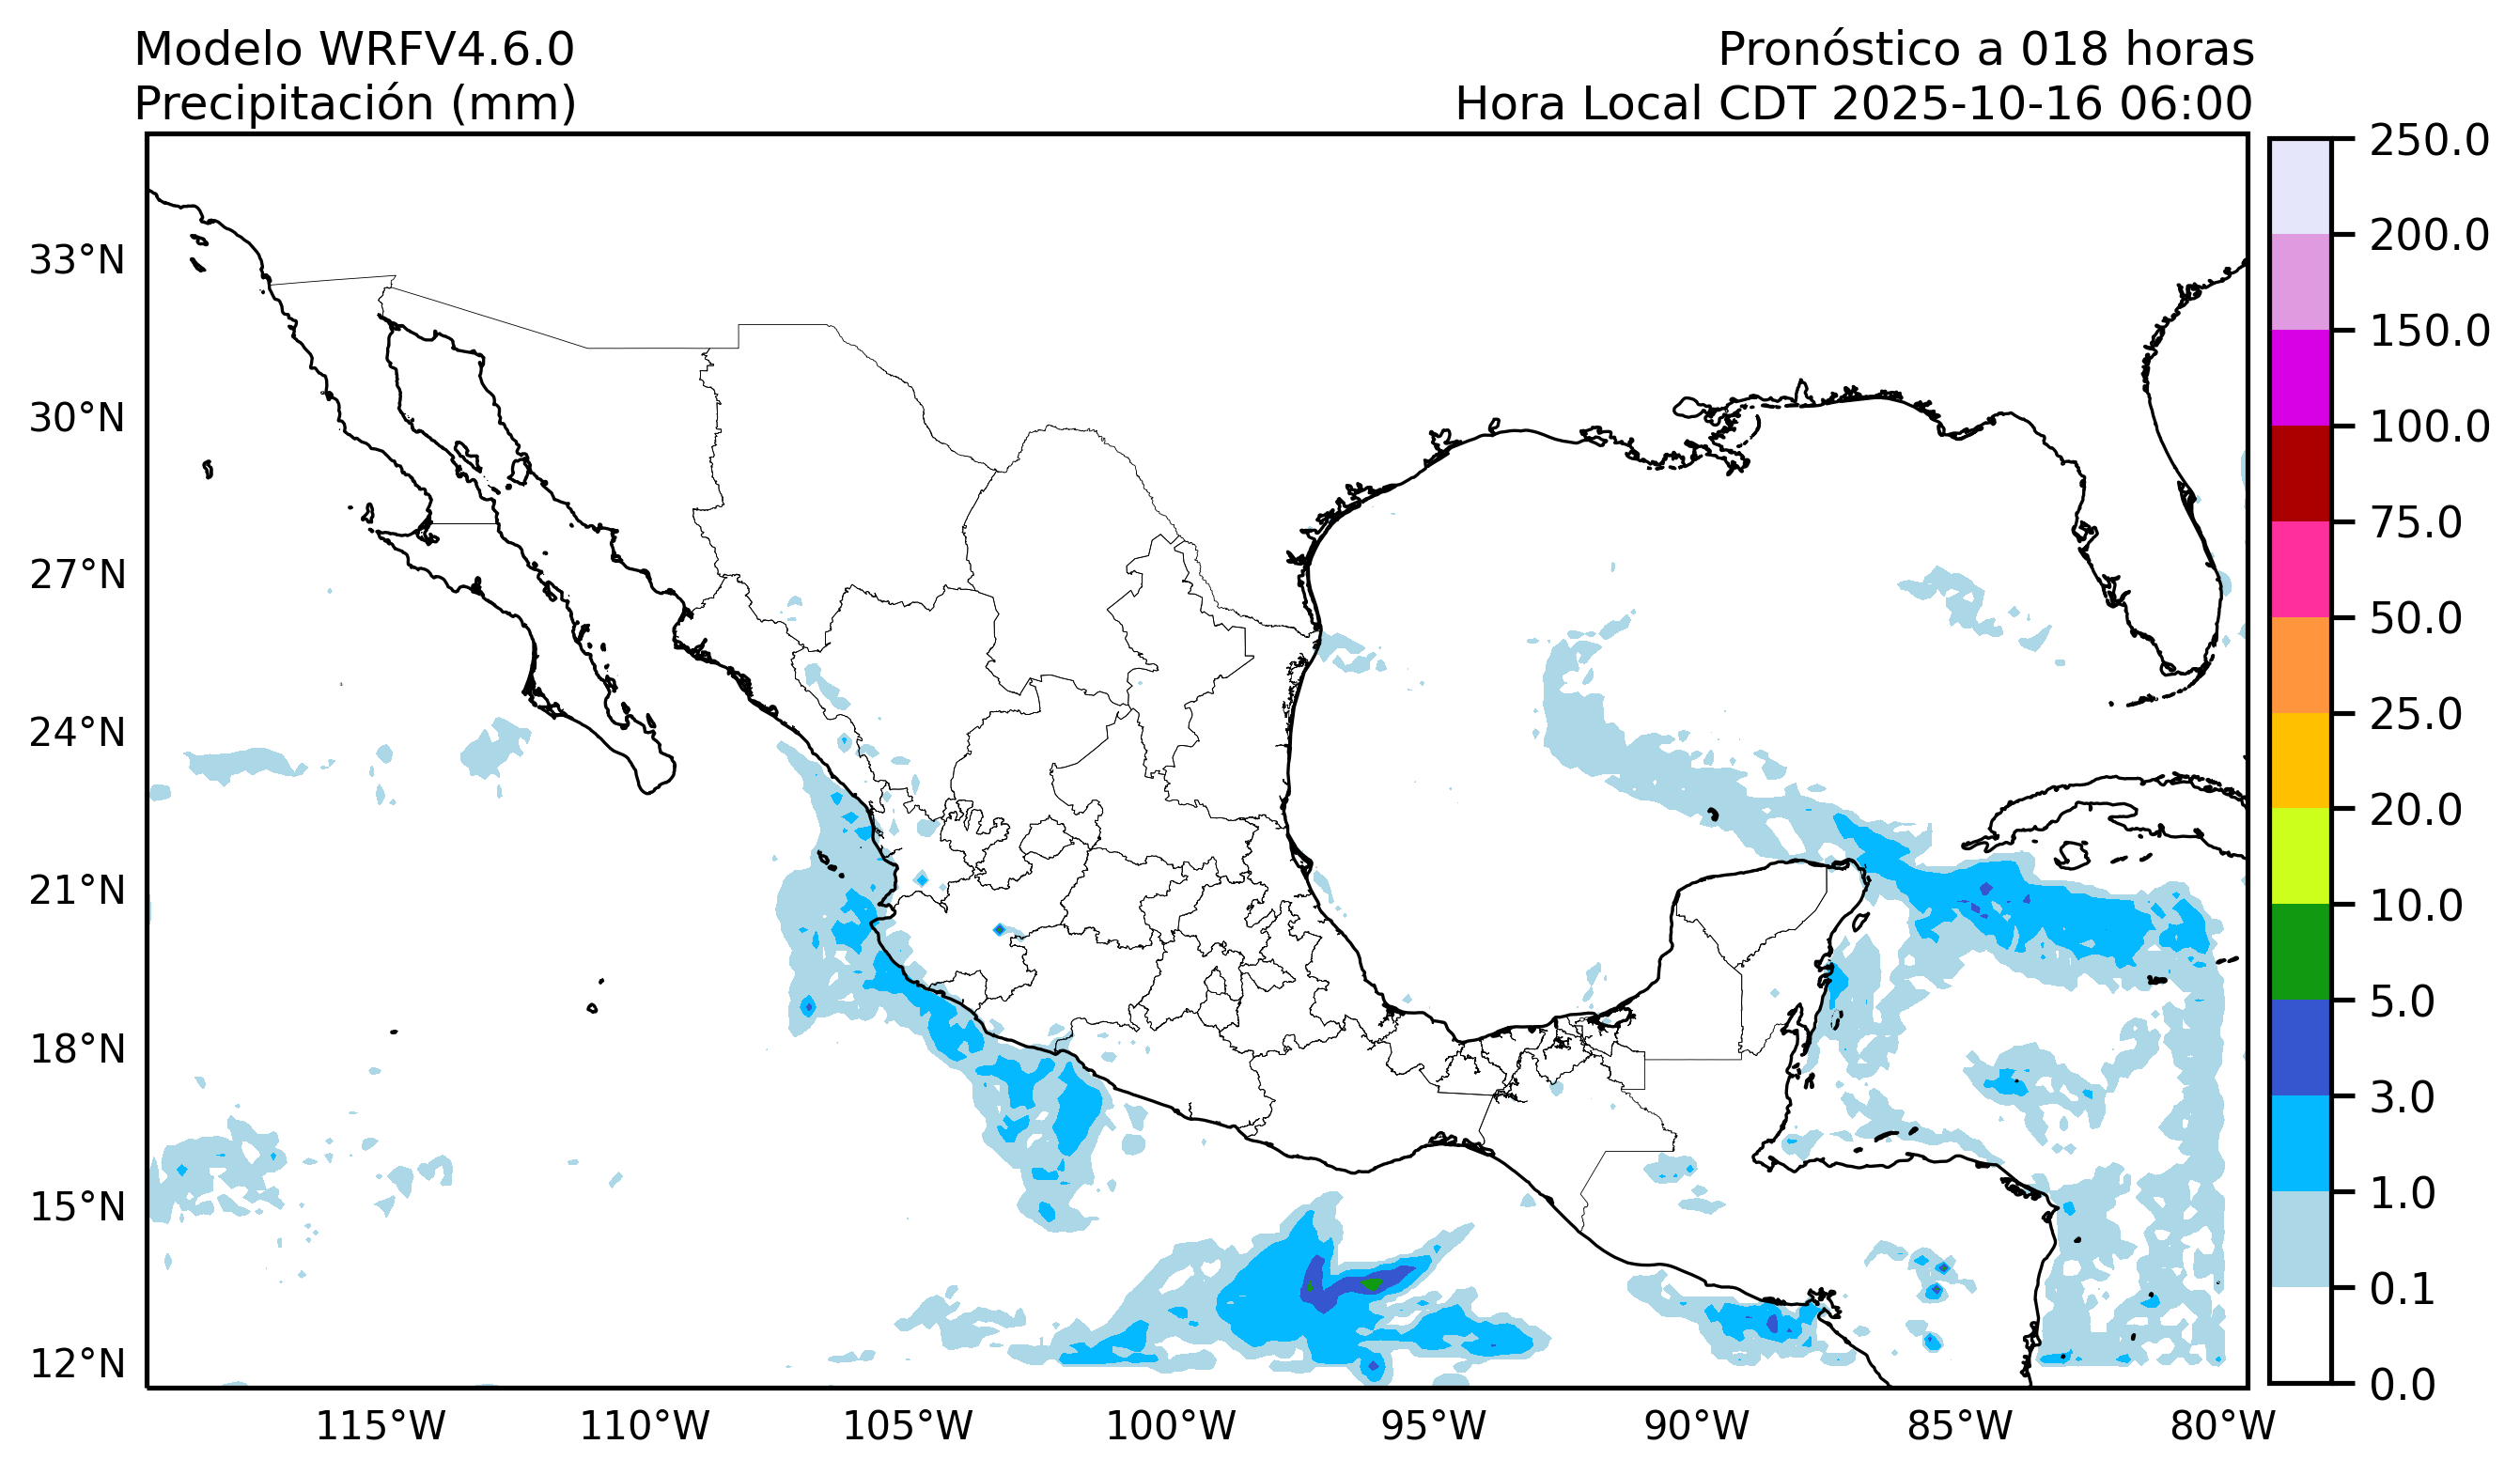 Modelo WRFV4.6.0
Precipitación (mm)
Pronóstico a 018 horas
Hora Local CDT 2025-10-16 06:00
33°N
30°N
27°N
24°N
21°N
18°N
15°N
12°N
115°W
110°W
105°W
100°W
95°W
90°W
85°W
80°W
250.0
200.0
150.0
100.0
75.0
50.0
25.0
20.0
10.0
5.0
3.0
1.0
0.1
0.0